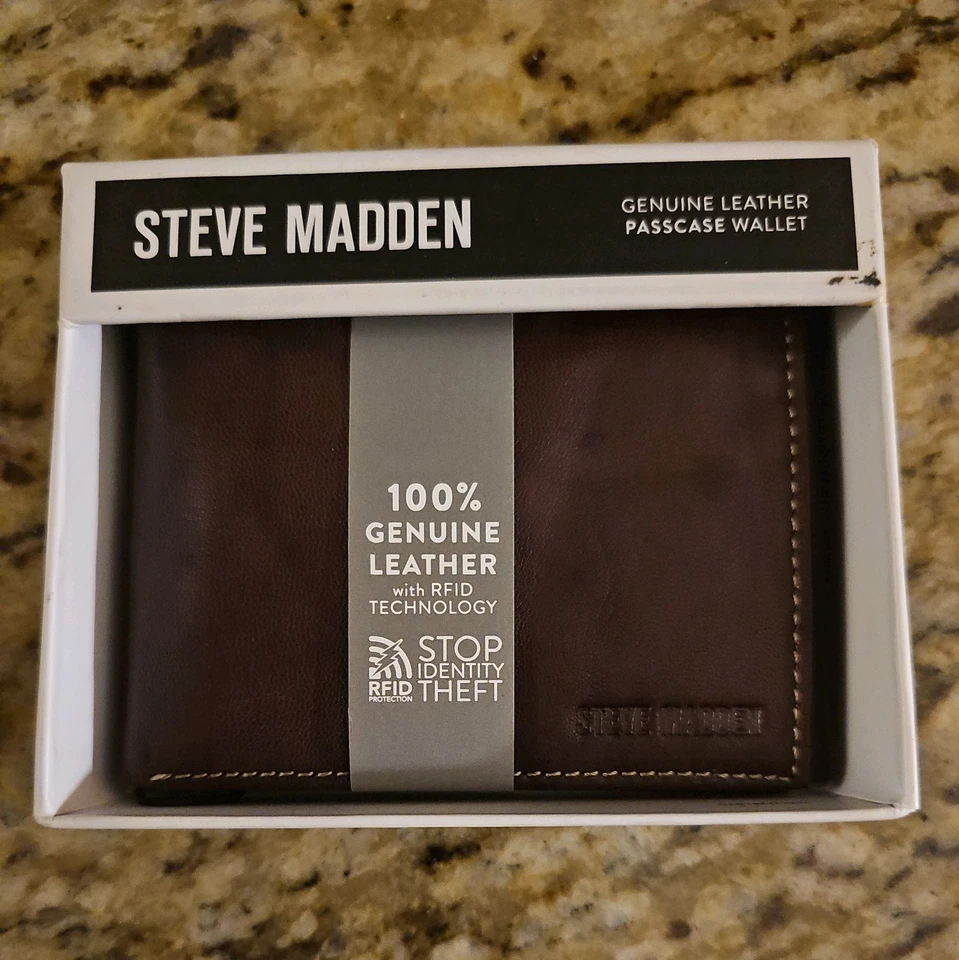 STEVE MADDEN
GENUINE LEATHER
PASSCASE WALLET
100%
GENUINE
LEATHER
with RFID
TECHNOLOGY
RFID
PROTECTION
STOP
IDENTITY
THEFT
STEVE MADDEN